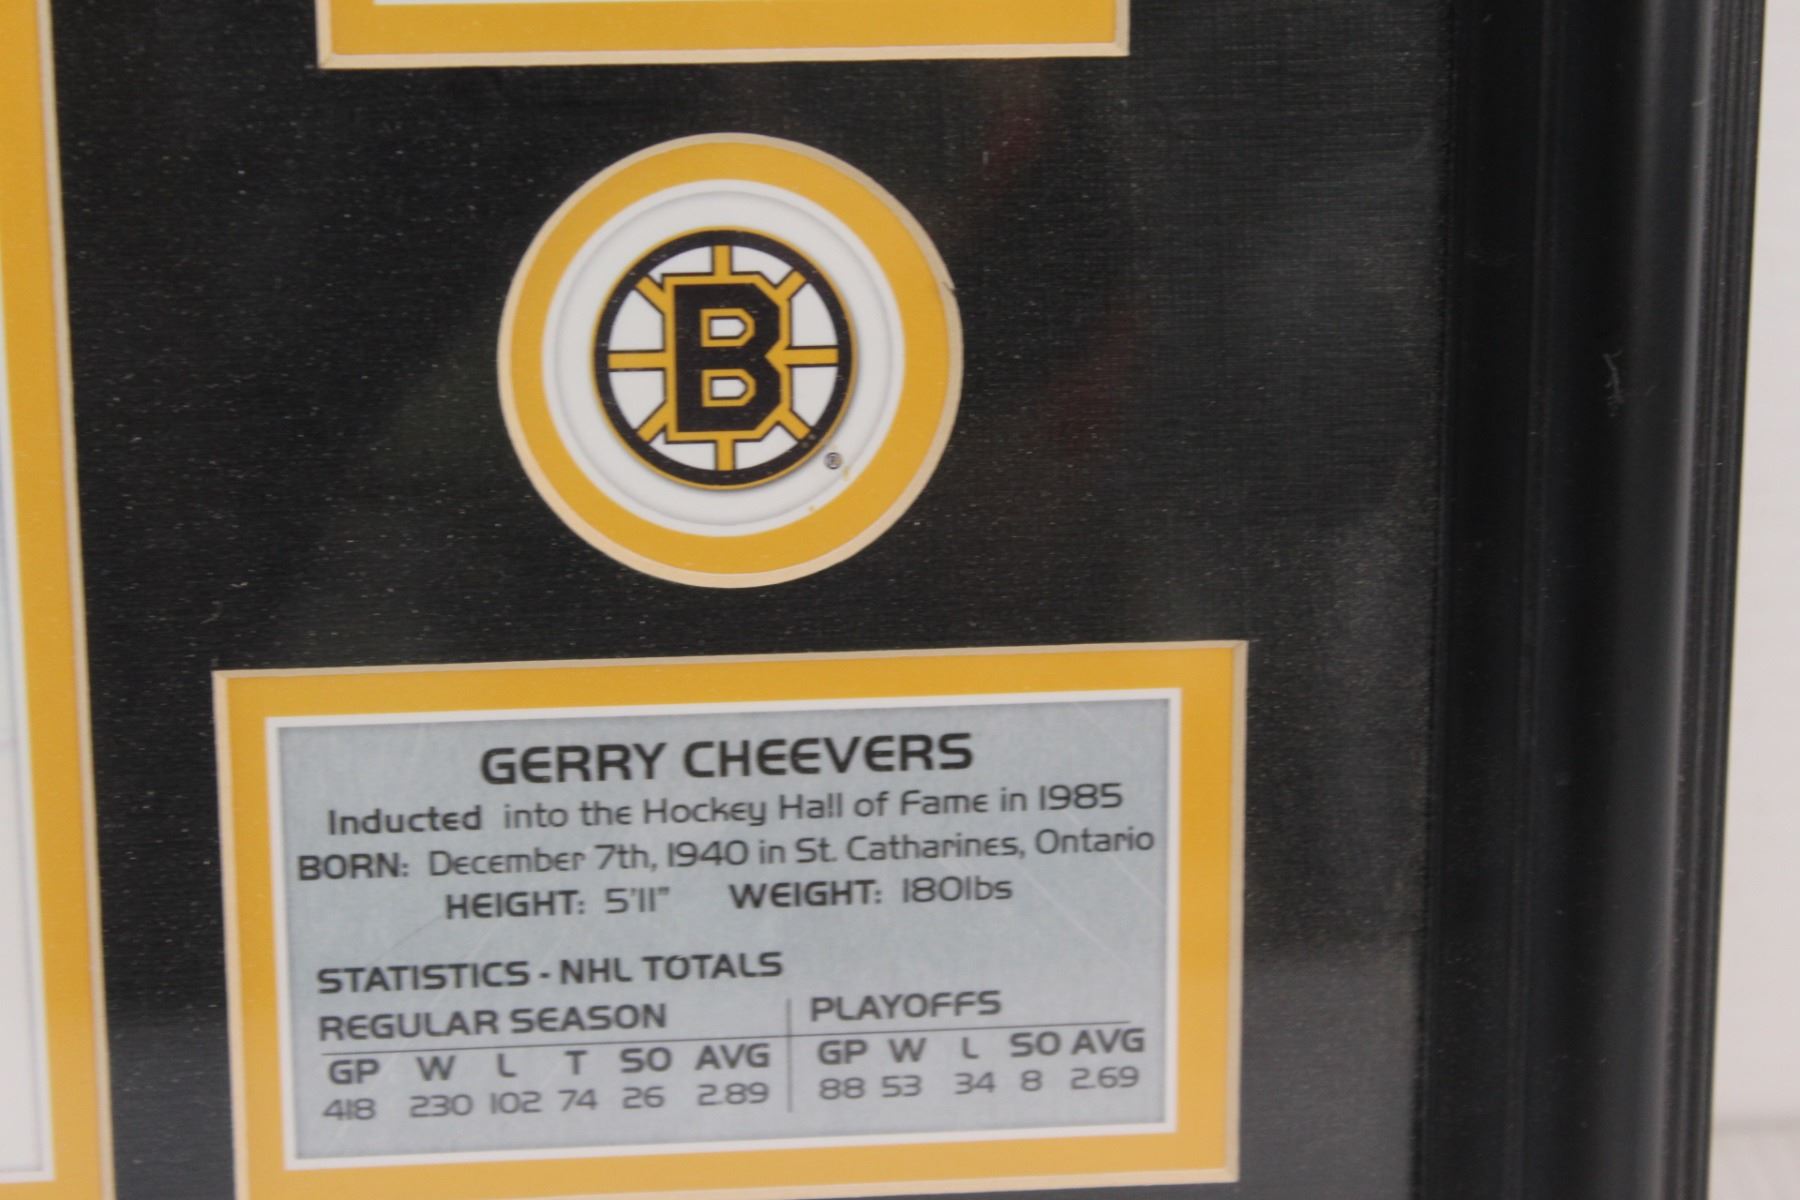 B
®
GERRY CHEEVERS
Inducted into the Hockey Hall of Fame in 1985
BORN: December 7th, 1940 in St. Catharines, Ontario
HEIGHT: 5'11" WEIGHT: 180lbs
STATISTICS - NHL TOTALS
REGULAR SEASON PLAYOFFS
GP W L T SO AVG GP W L SO AVG
418 230 102 74 26 2.89 88 53 34 8 2.69